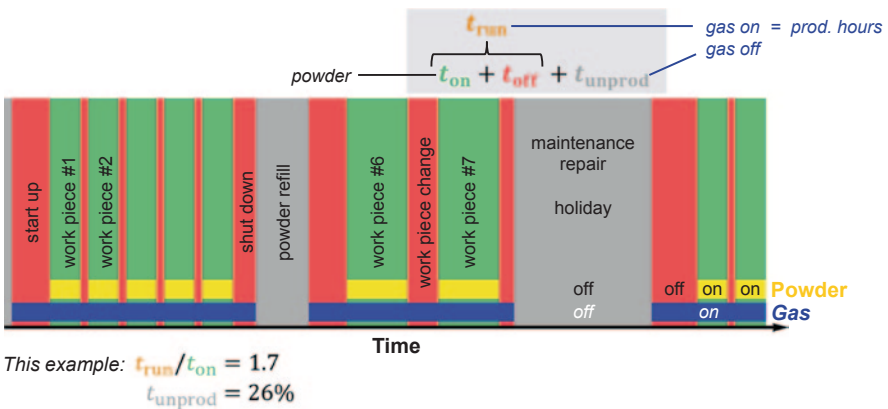 t_run
gas on = prod. hours
gas off
powder
t_on + t_off + t_unprod
start up
work piece #1
work piece #2
shut down
powder refill
work piece #6
work piece change
work piece #7
maintenance
repair
holiday
off off on on Powder
off on Gas
Time
This example: t_run/t_on = 1.7
t_unprod = 26%